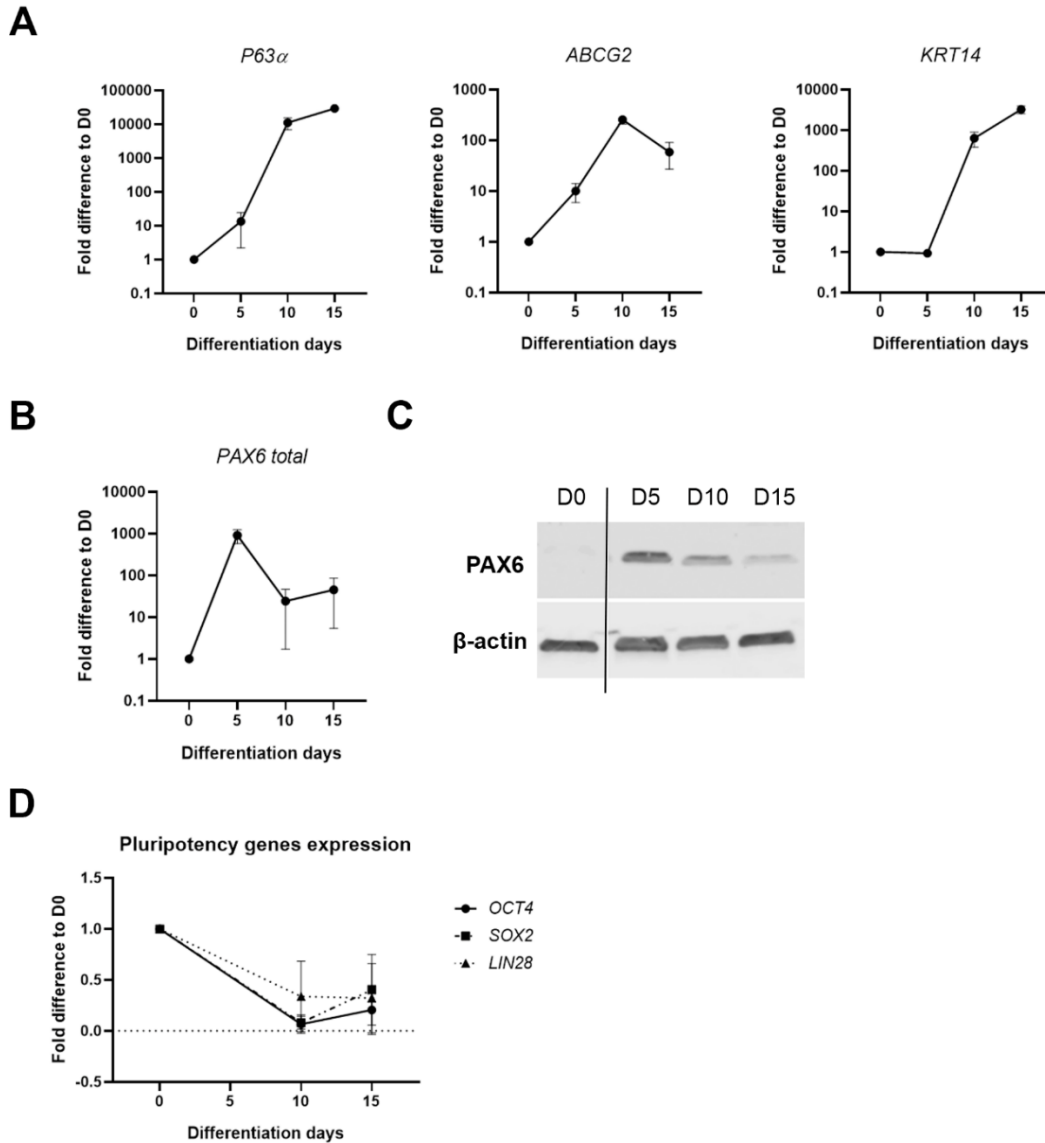 A
P63α
100000
10000
1000
100
10
1
0.1
Fold difference to D0
0
5
10
15
Differentiation days
ABCG2
1000
100
10
1
0.1
Fold difference to D0
0
5
10
15
Differentiation days
KRT14
10000
1000
100
10
1
0.1
Fold difference to D0
0
5
10
15
Differentiation days
B
PAX6 total
10000
1000
100
10
1
0.1
Fold difference to D0
0
5
10
15
Differentiation days
C
D0 D5 D10 D15
PAX6
β-actin
D
Pluripotency genes expression
1.5
1.0
0.5
0.0
-0.5
Fold difference to D0
0
5
10
15
Differentiation days
OCT4
SOX2
LIN28